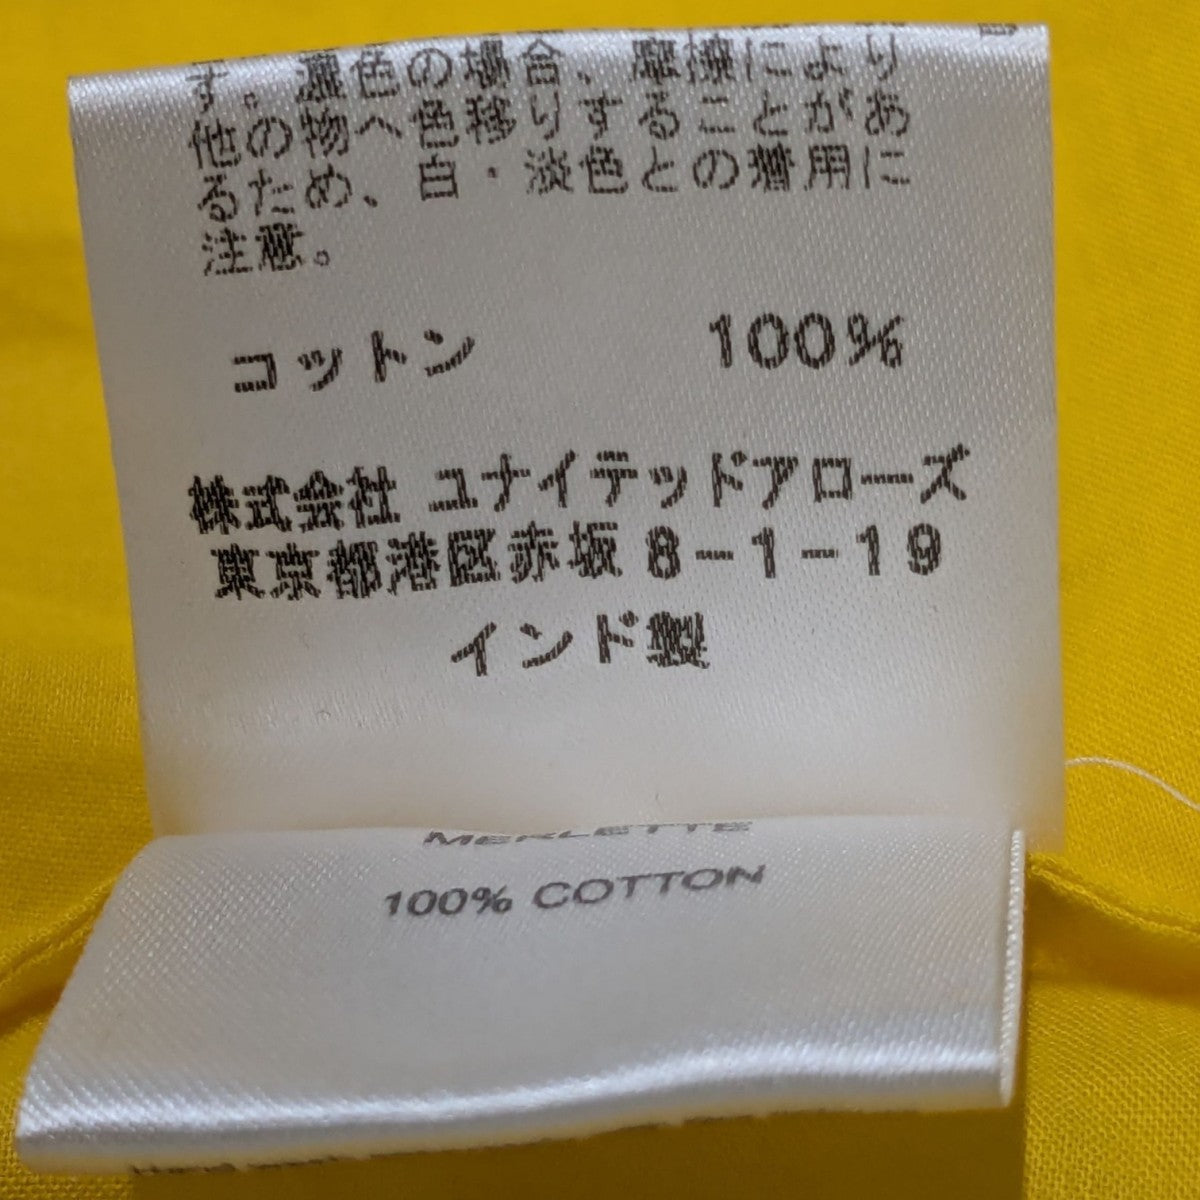 す。濃色の場合、摩擦により
他の物へ色移りすることがあ
るため、白・淡色との着用に
注意。
コットン 100%
株式会社 ユナイテッドアローズ
東京都港区赤坂 8-1-19
インド製
MERLETTE
100% COTTON
Hand wash